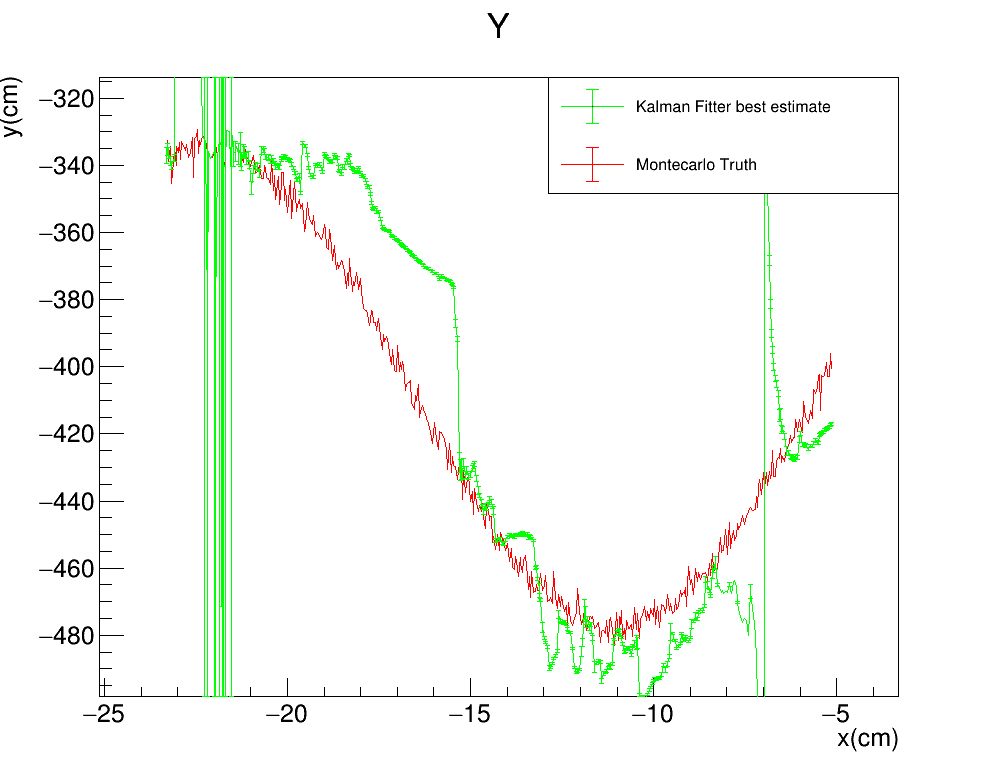 Y
y(cm)
−320
−340
−360
−380
−400
−420
−440
−460
−480
Kalman Fitter best estimate
Montecarlo Truth
−25 −20 −15 −10 −5
x(cm)